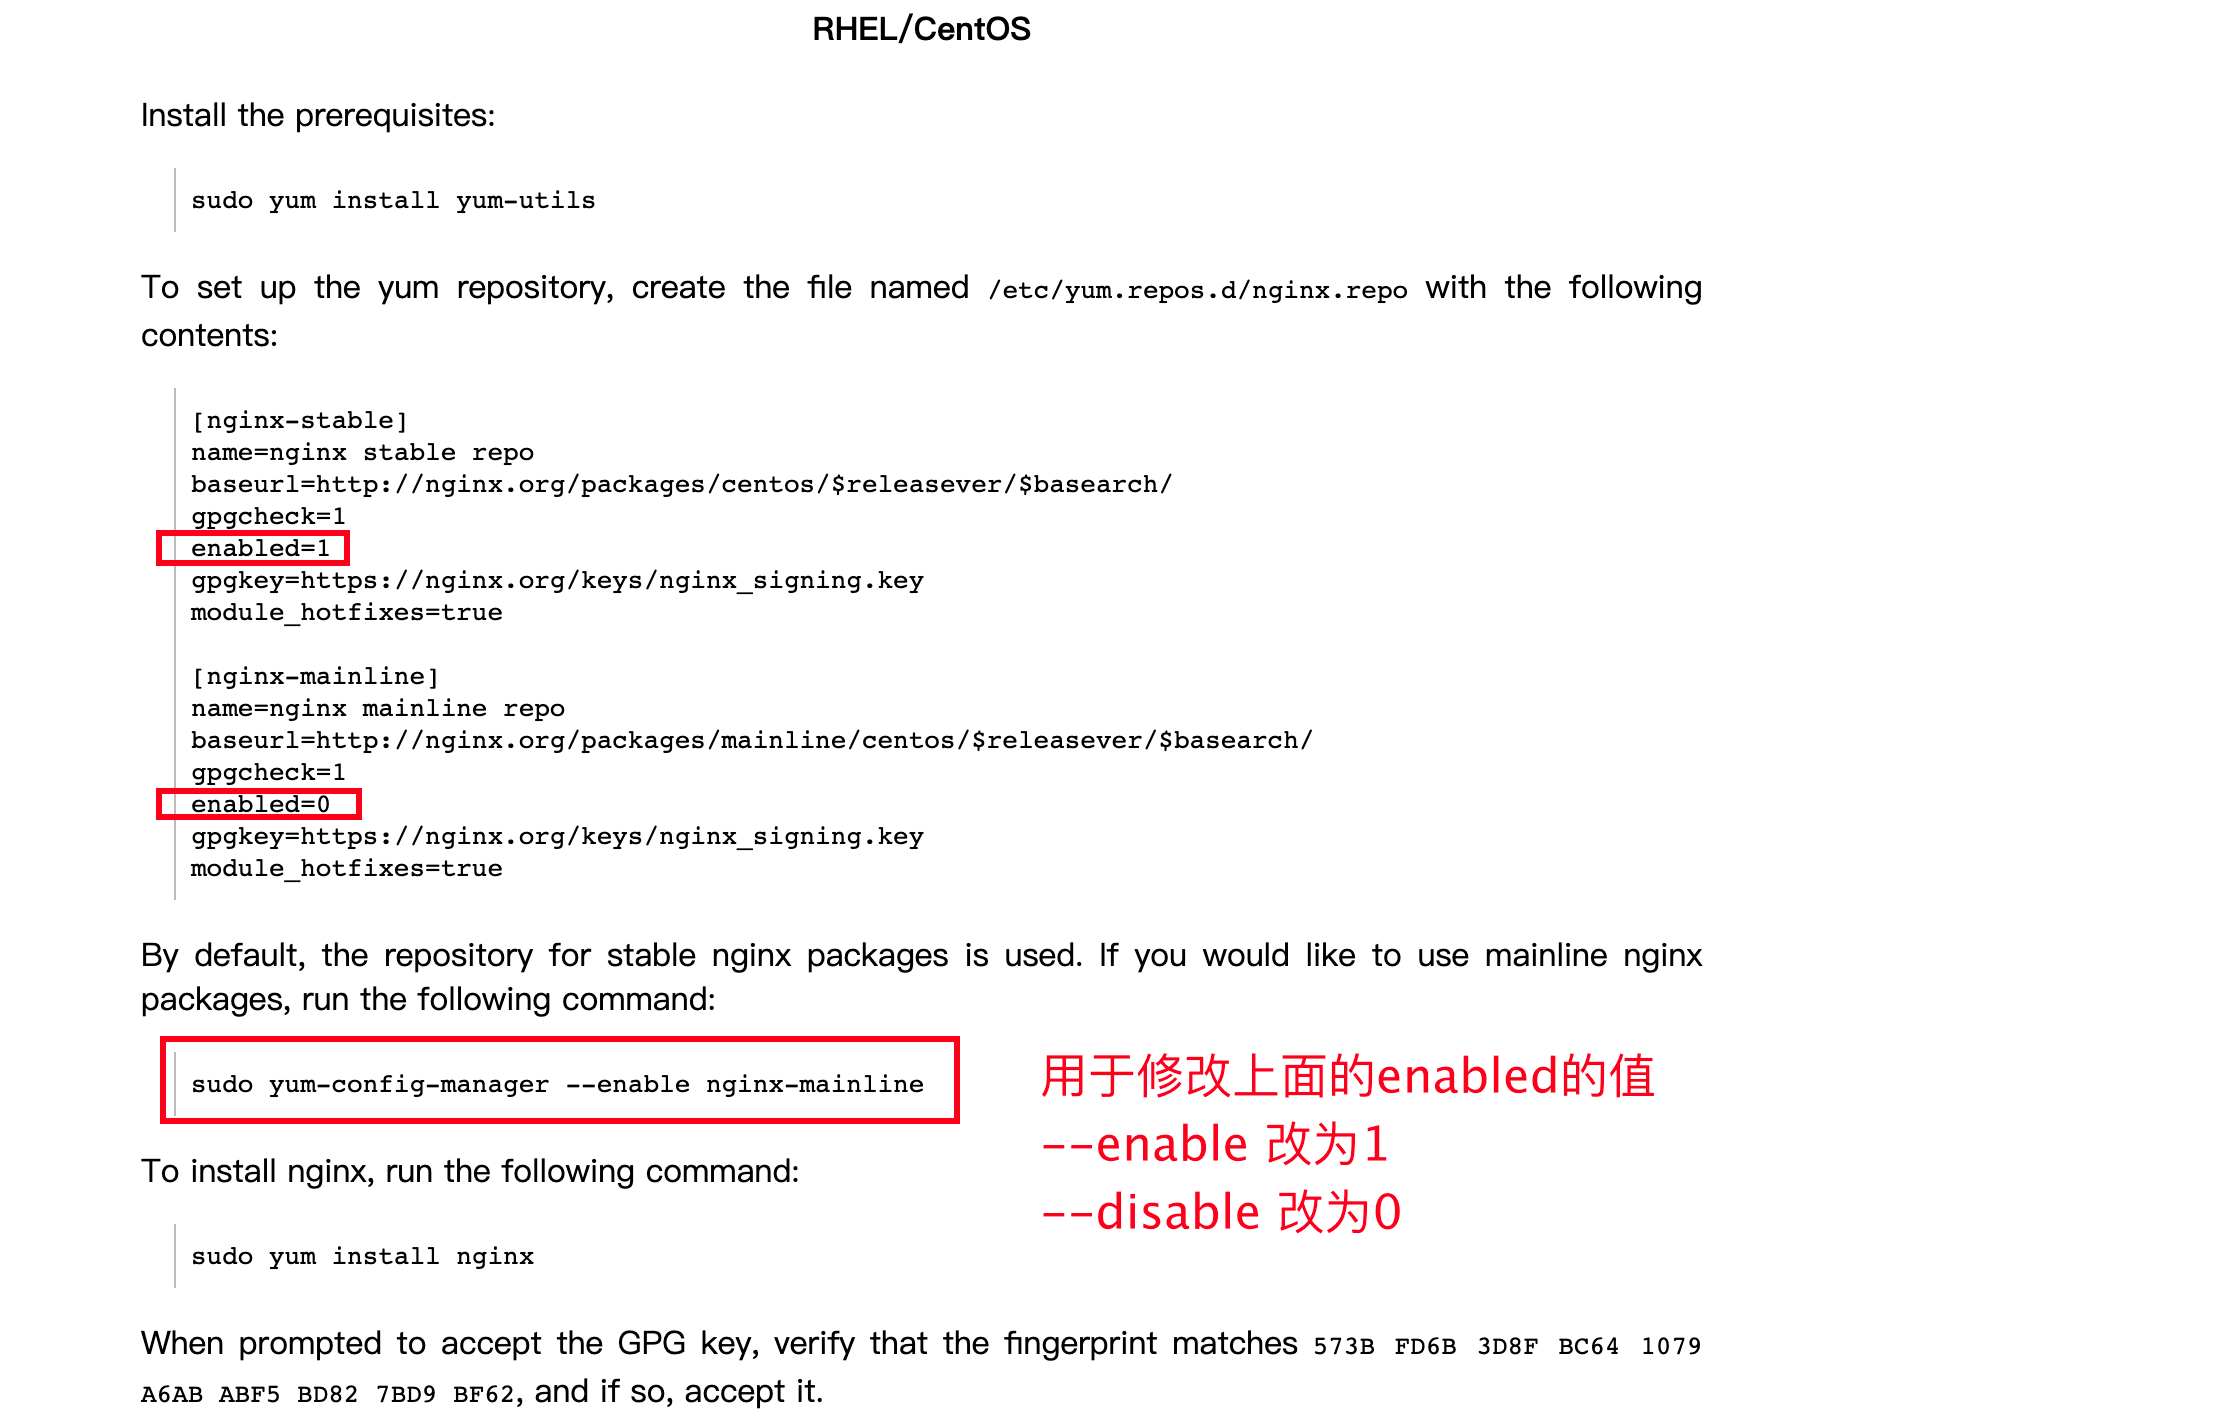 RHEL/CentOS
Install the prerequisites:
sudo yum install yum-utils
To set up the yum repository, create the file named /etc/yum.repos.d/nginx.repo with the following
contents:
[nginx-stable]
name=nginx stable repo
baseurl=http://nginx.org/packages/centos/$releasever/$basearch/
gpgcheck=1
enabled=1
gpgkey=https://nginx.org/keys/nginx_signing.key
module_hotfixes=true
[nginx-mainline]
name=nginx mainline repo
baseurl=http://nginx.org/packages/mainline/centos/$releasever/$basearch/
gpgcheck=1
enabled=0
gpgkey=https://nginx.org/keys/nginx_signing.key
module_hotfixes=true
By default, the repository for stable nginx packages is used. If you would like to use mainline nginx
packages, run the following command:
sudo yum-config-manager --enable nginx-mainline
用于修改上面的enabled的值
--enable 改为1
--disable 改为0
To install nginx, run the following command:
sudo yum install nginx
When prompted to accept the GPG key, verify that the fingerprint matches 573B FD6B 3D8F BC64 1079
A6AB ABF5 BD82 7BD9 BF62, and if so, accept it.